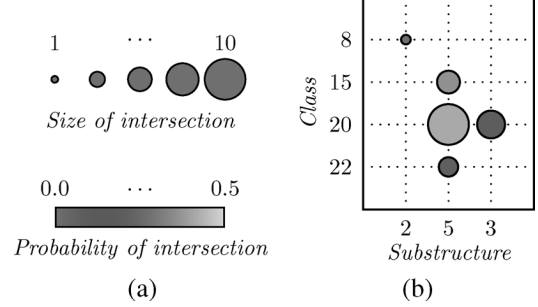 1 ··· 10
Size of intersection
0.0 ··· 0.5
Probability of intersection
(a)
Class
8
15
20
22
2 5 3
Substructure
(b)